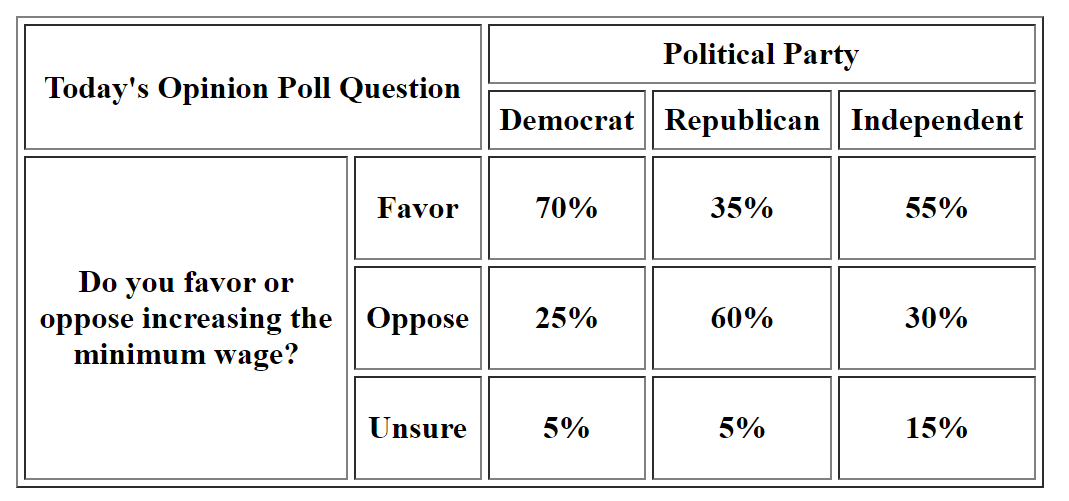 Today's Opinion Poll Question
Political Party
Democrat Republican Independent
Do you favor or
oppose increasing the
minimum wage?
Favor 70% 35% 55%
Oppose 25% 60% 30%
Unsure 5% 5% 15%